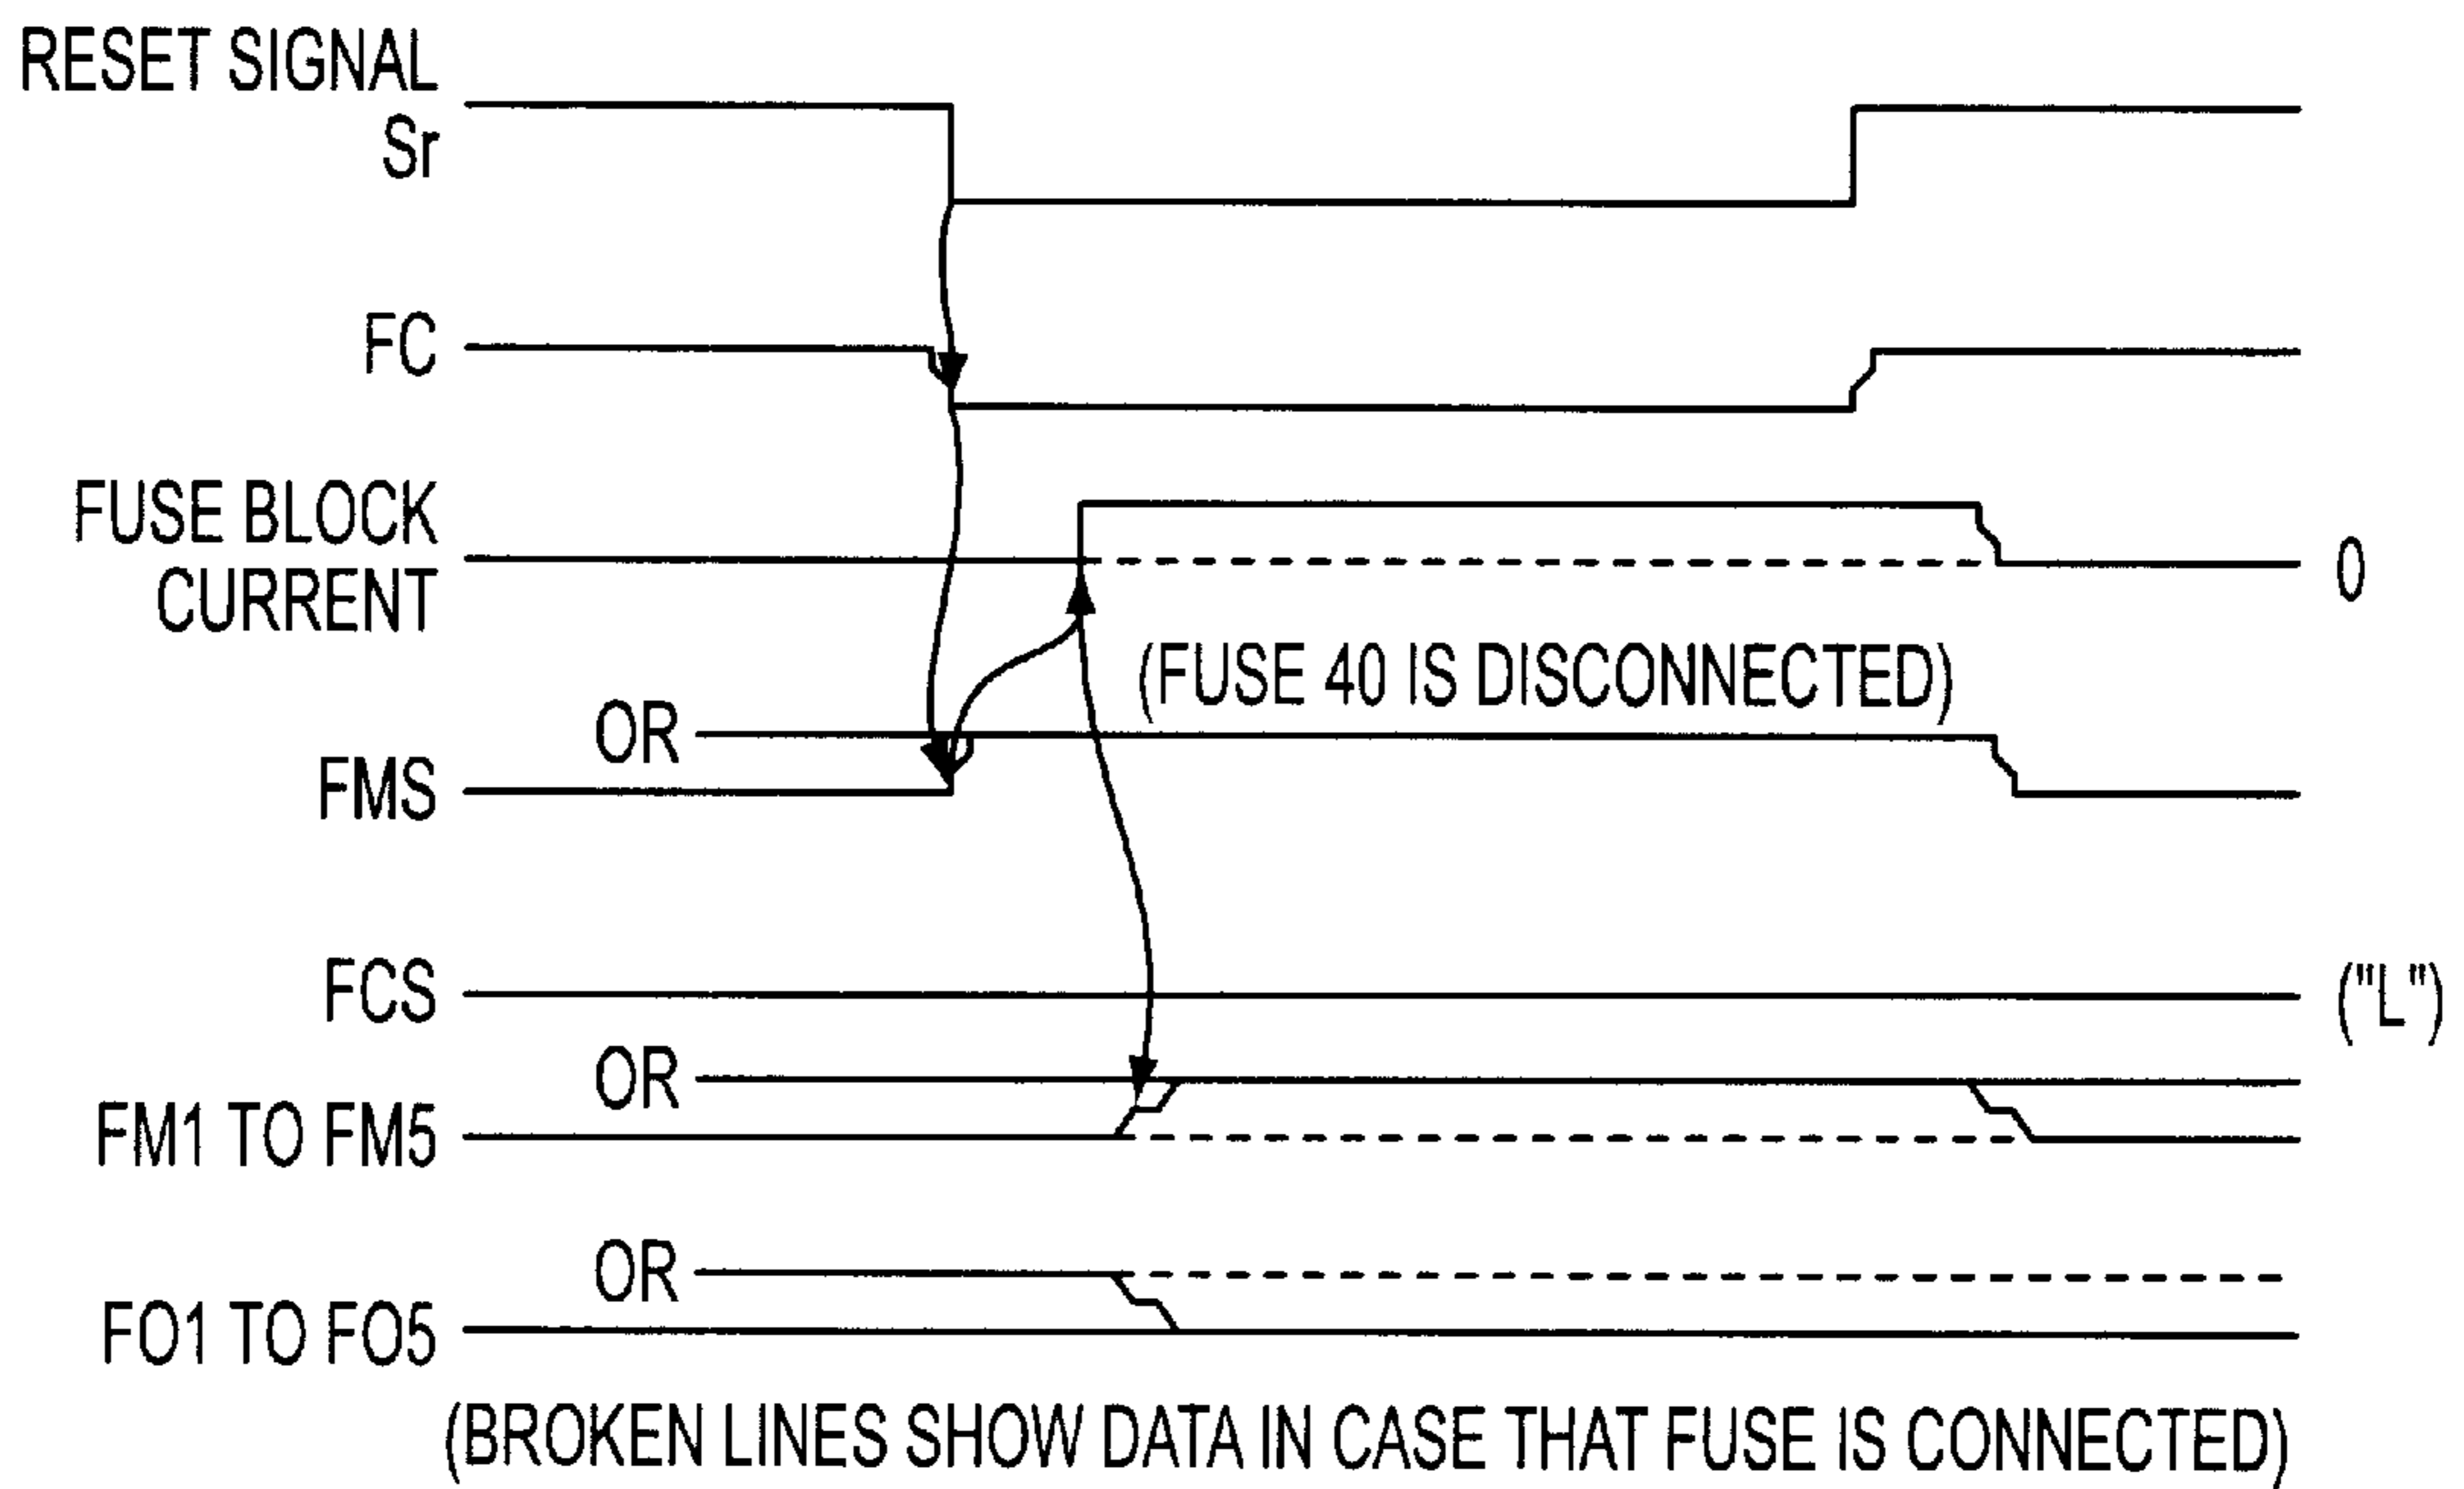 RESET SIGNAL
Sr
FC
FUSE BLOCK
CURRENT
0
(FUSE 40 IS DISCONNECTED)
OR
FMS
FCS
("L")
OR
FM1 TO FM5
OR
FO1 TO FO5
(BROKEN LINES SHOW DATA IN CASE THAT FUSE IS CONNECTED)